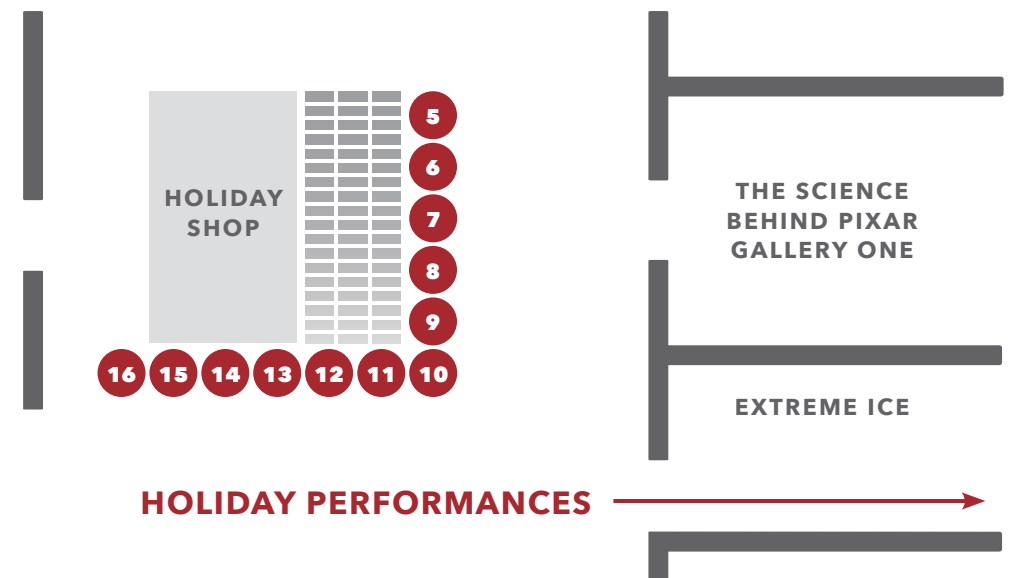 5
6
7
8
9
10
11
12
13
14
15
16
HOLIDAY
SHOP
THE SCIENCE
BEHIND PIXAR
GALLERY ONE
EXTREME ICE
HOLIDAY PERFORMANCES